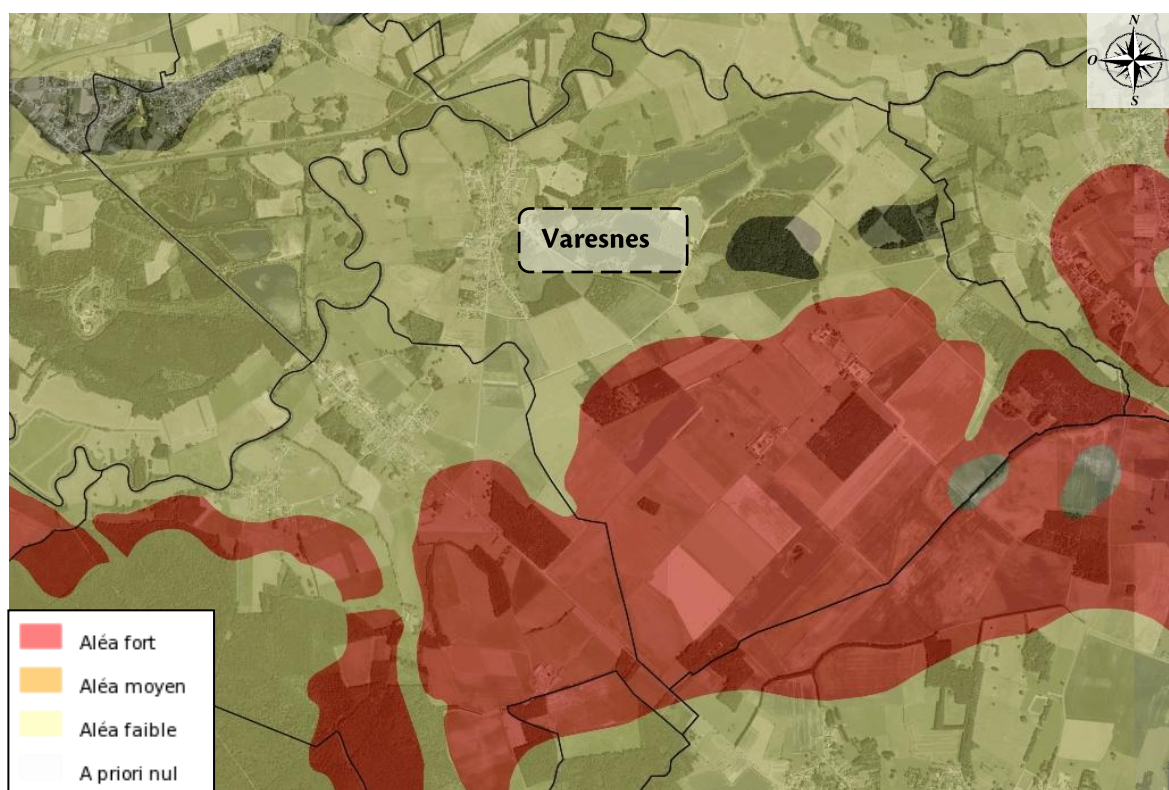 N
O
S
Varesnes
Aléa fort
Aléa moyen
Aléa faible
A priori nul